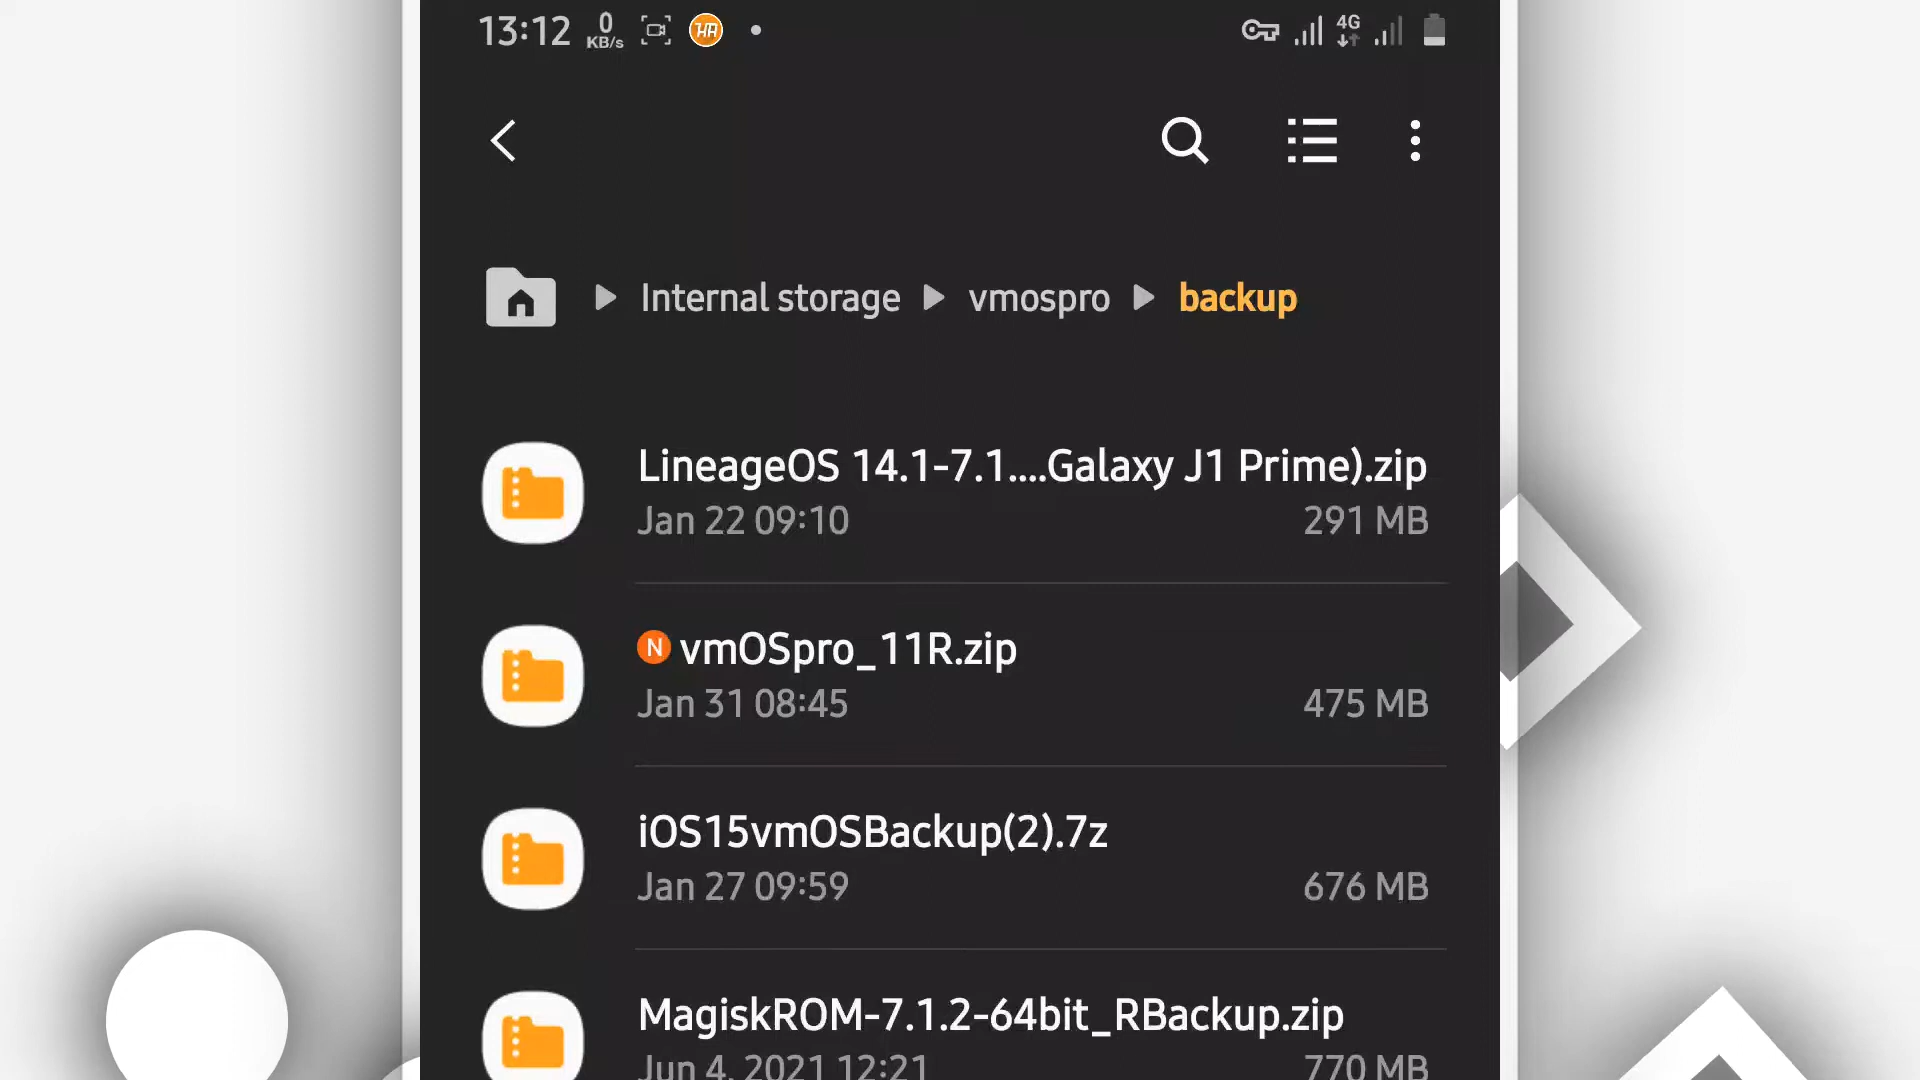 13:12 0 KB/s HA 4G
Internal storage vmospro backup
LineageOS 14.1-7.1....Galaxy J1 Prime).zip
Jan 22 09:10 291 MB
N vmOSpro_11R.zip
Jan 31 08:45 475 MB
iOS15vmOSBackup(2).7z
Jan 27 09:59 676 MB
MagiskROM-7.1.2-64bit_RBackup.zip
Jun 4, 2021 12:21 770 MB